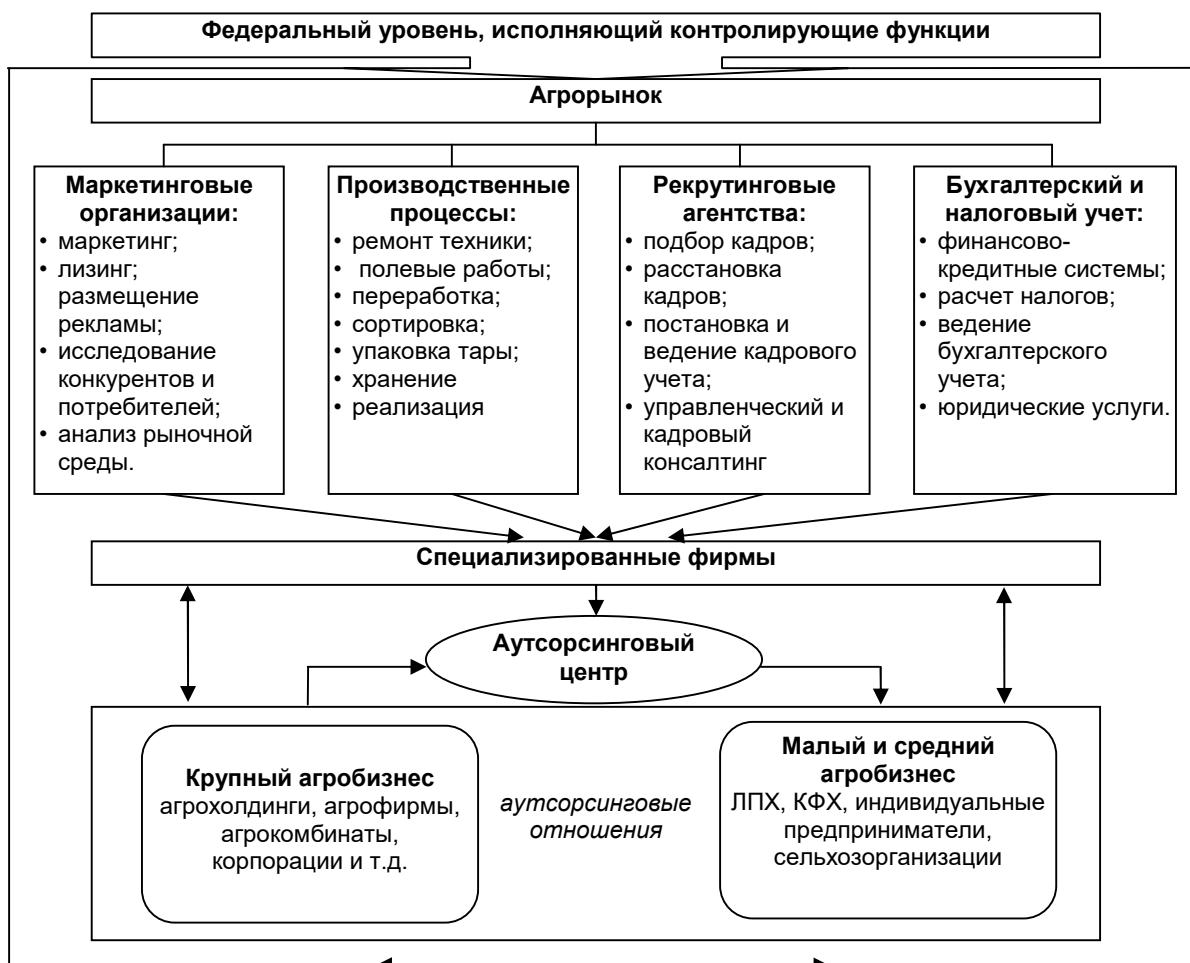 Федеральный уровень, исполняющий контролирующие функции
Агрорынок
Маркетинговые
организации:
• маркетинг;
• лизинг;
размещение
рекламы;
• исследование
конкурентов и
потребителей;
• анализ рыночной
среды.
Производственные
процессы:
• ремонт техники;
• полевые работы;
• переработка;
• сортировка;
• упаковка тары;
• хранение
• реализация
Рекрутинговые
агентства:
• подбор кадров;
• расстановка
кадров;
• постановка и
ведение кадрового
учета;
• управленческий и
кадровый
консалтинг
Бухгалтерский и
налоговый учет:
• финансово-
кредитные системы;
• расчет налогов;
• ведение
бухгалтерского
учета;
• юридические услуги.
Специализированные фирмы
Аутсорсинговый
центр
Крупный агробизнес
агрохолдинги, агрофирмы,
агрокомбинаты,
корпорации и т.д.
аутсорсинговые
отношения
Малый и средний
агробизнес
ЛПХ, КФХ, индивидуальные
предприниматели,
сельхозорганизации